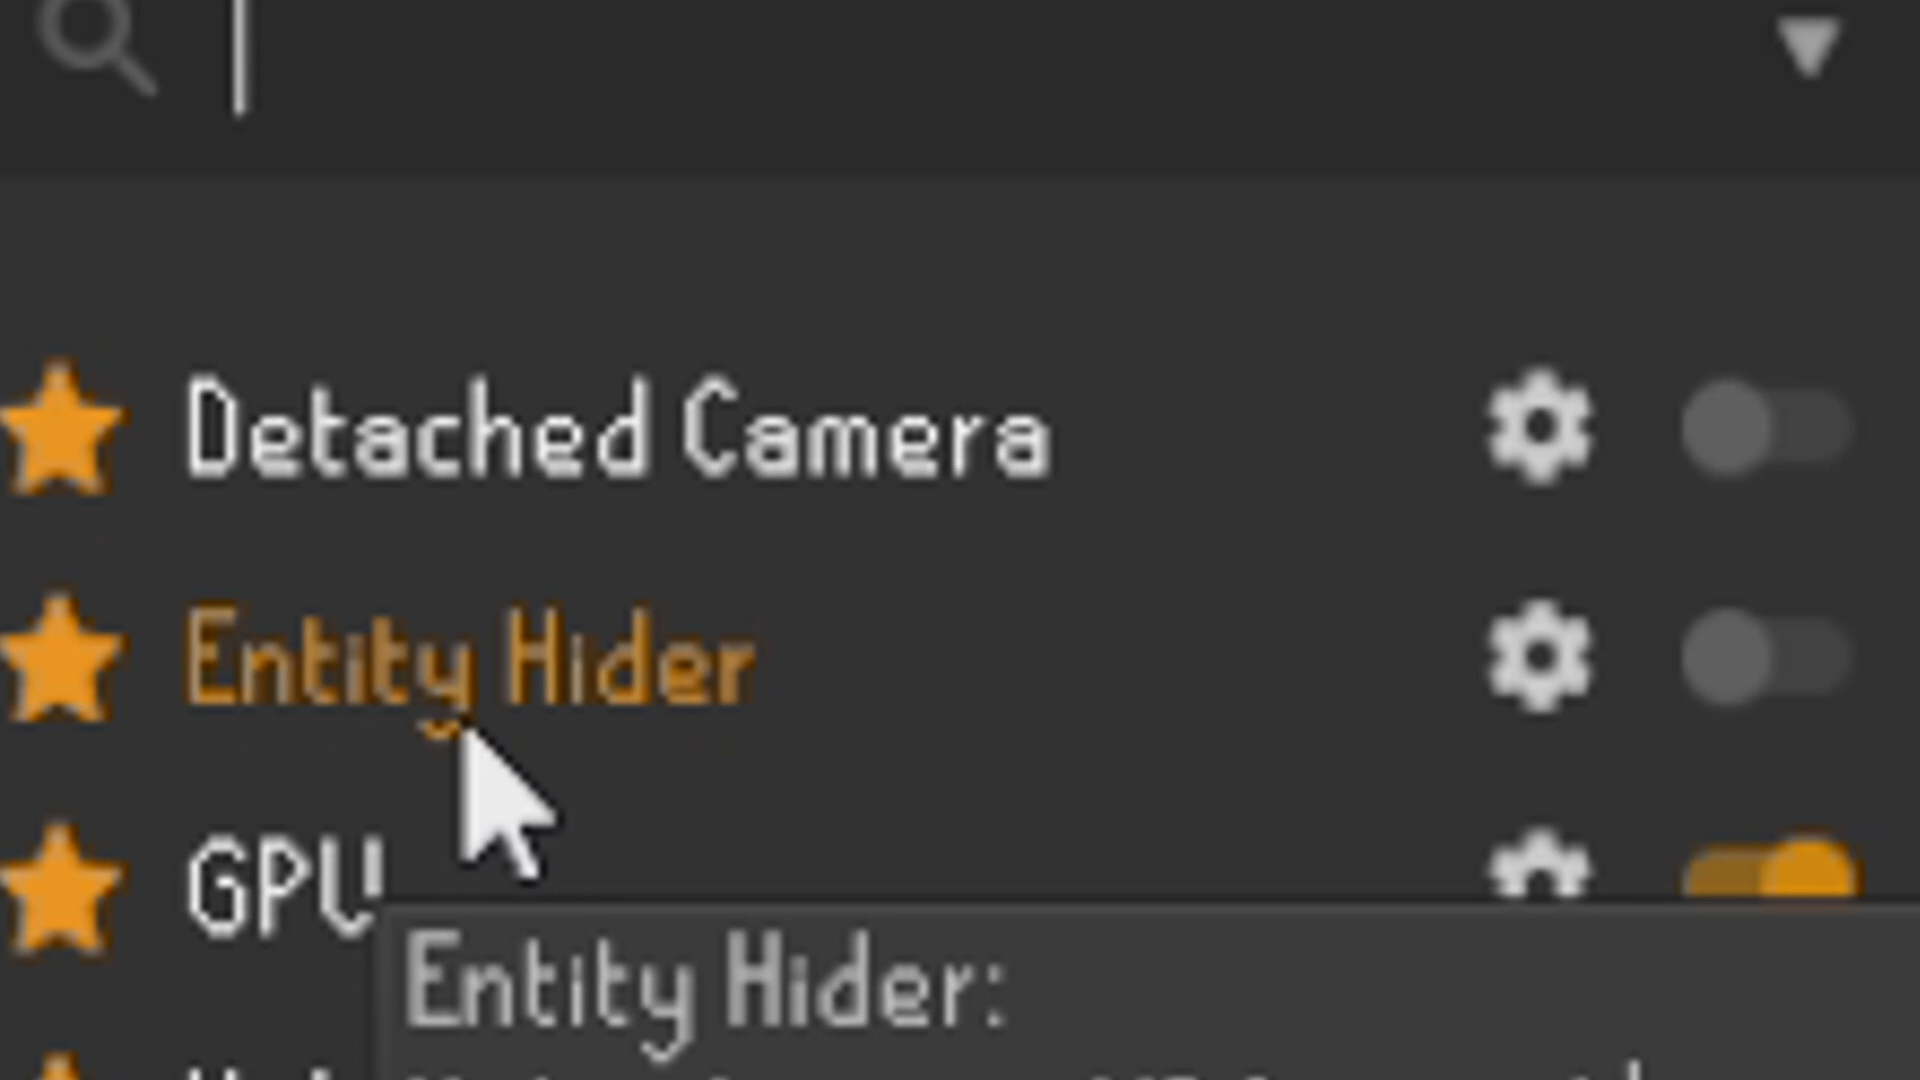 Detached Camera
Entity Hider
GPU
Entity Hider: